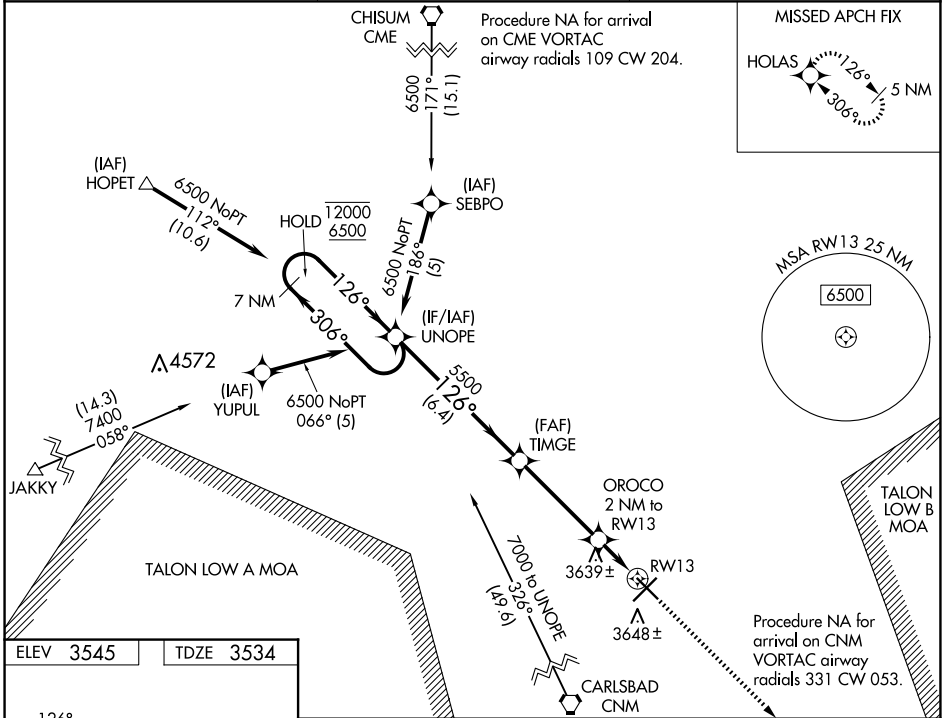 CHISUM
CME
Procedure NA for arrival
on CME VORTAC
airway radials 109 CW 204.
MISSED APCH FIX
HOLAS
126°
306°
5 NM
6500
171°
(15.1)
(IAF)
HOPET
6500 NoPT
112°
(10.6)
HOLD
12000
6500
(IAF)
SEBPO
6500 NoPT
186°
(5)
7 NM
126°
306°
(IF/IAF)
UNOPE
MSA RW13 25 NM
6500
4572
(IAF)
YUPUL
6500 NoPT
066° (5)
5500
126°
(6.4)
(FAF)
TIMGE
(14.3)
7400
058°
JAKKY
OROCO
2 NM to
RW13
TALON
LOW B
MOA
TALON LOW A MOA
7000 to UNOPE
326°
(49.6)
3639±
RW13
3648±
Procedure NA for
arrival on CNM
VORTAC airway
radials 331 CW 053.
CARLSBAD
CNM
ELEV 3545
TDZE 3534
126°